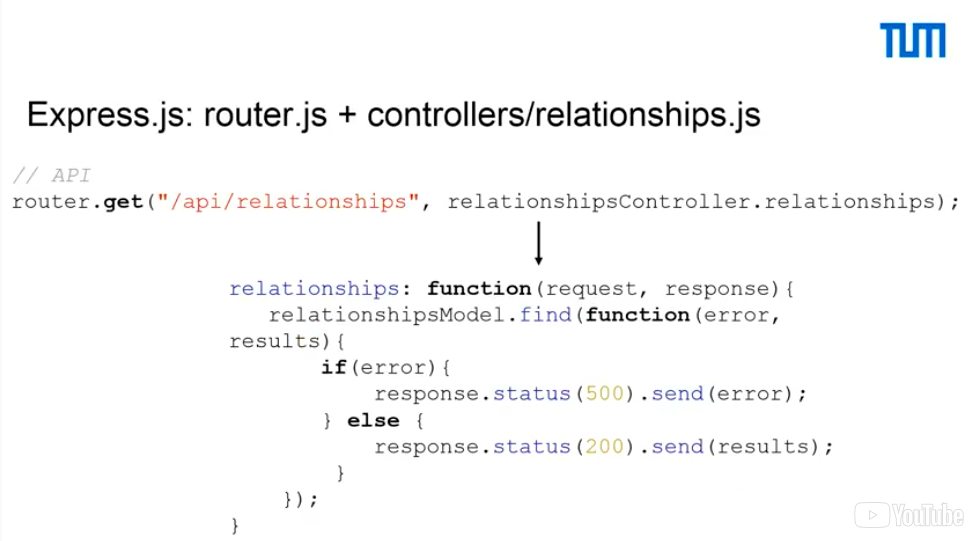 TUM
Express.js: router.js + controllers/relationships.js
// API
router.get("/api/relationships", relationshipsController.relationships);
relationships: function(request, response){
relationshipsModel.find(function(error,
results){
if(error){
response.status(500).send(error);
} else {
response.status(200).send(results);
}
});
}
YouTube